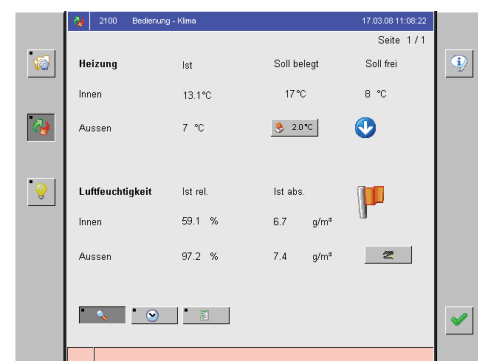 2100 Bedienung - Klima 17.03.08 11:08:22
Seite 1 / 1
Heizung Ist Soll belegt Soll frei
Innen 13.1°C 17°C 8 °C
Aussen 7 °C 2.0°C
Luftfeuchtigkeit Ist rel. Ist abs.
Innen 59.1 % 6.7 g/m³
Aussen 97.2 % 7.4 g/m³